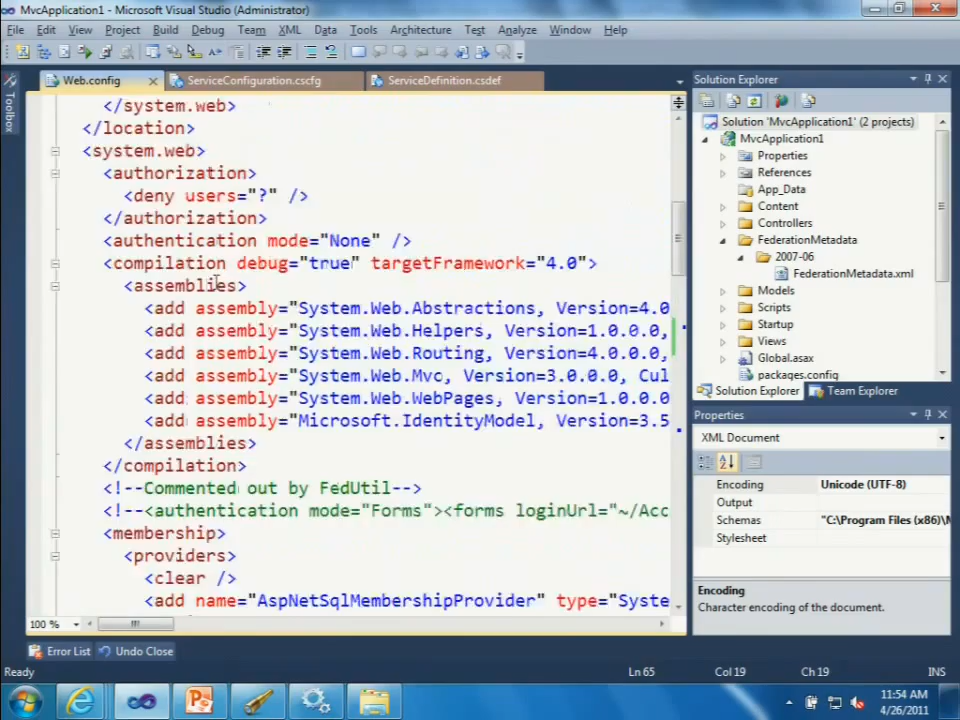 MvcApplication1 - Microsoft Visual Studio (Administrator)
File Edit View Project Build Debug Team XML Data Tools Architecture Test Analyze Window Help
Toolbox
Web.config ServiceConfiguration.cscfg ServiceDefinition.csdef
</system.web>
</location>
<system.web>
<authorization>
<deny users="?" />
</authorization>
<authentication mode="None" />
<compilation debug="true" targetFramework="4.0">
<assemblies>
<add assembly="System.Web.Abstractions, Version=4.0
<add assembly="System.Web.Helpers, Version=1.0.0.0,
<add assembly="System.Web.Routing, Version=4.0.0.0,
<add assembly="System.Web.Mvc, Version=3.0.0.0, Cul
<add assembly="System.Web.WebPages, Version=1.0.0.0
<add assembly="Microsoft.IdentityModel, Version=3.5
</assemblies>
</compilation>
<!--Commented out by FedUtil-->
<!--<authentication mode="Forms"><forms loginUrl="~/Acc
<membership>
<providers>
<clear />
<add name="AspNetSqlMembershipProvider" type="Syste
100 %
Solution Explorer
Solution 'MvcApplication1' (2 projects)
MvcApplication1
Properties
References
App_Data
Content
Controllers
FederationMetadata
2007-06
FederationMetadata.xml
Models
Scripts
Startup
Views
Global.asax
packages.config
Solution Explorer Team Explorer
Properties
XML Document
Encoding Unicode (UTF-8)
Output
Schemas "C:\Program Files (x86)\M
Stylesheet
Encoding
Character encoding of the document.
Error List Undo Close
Ready Ln 65 Col 19 Ch 19 INS
11:54 AM
4/26/2011